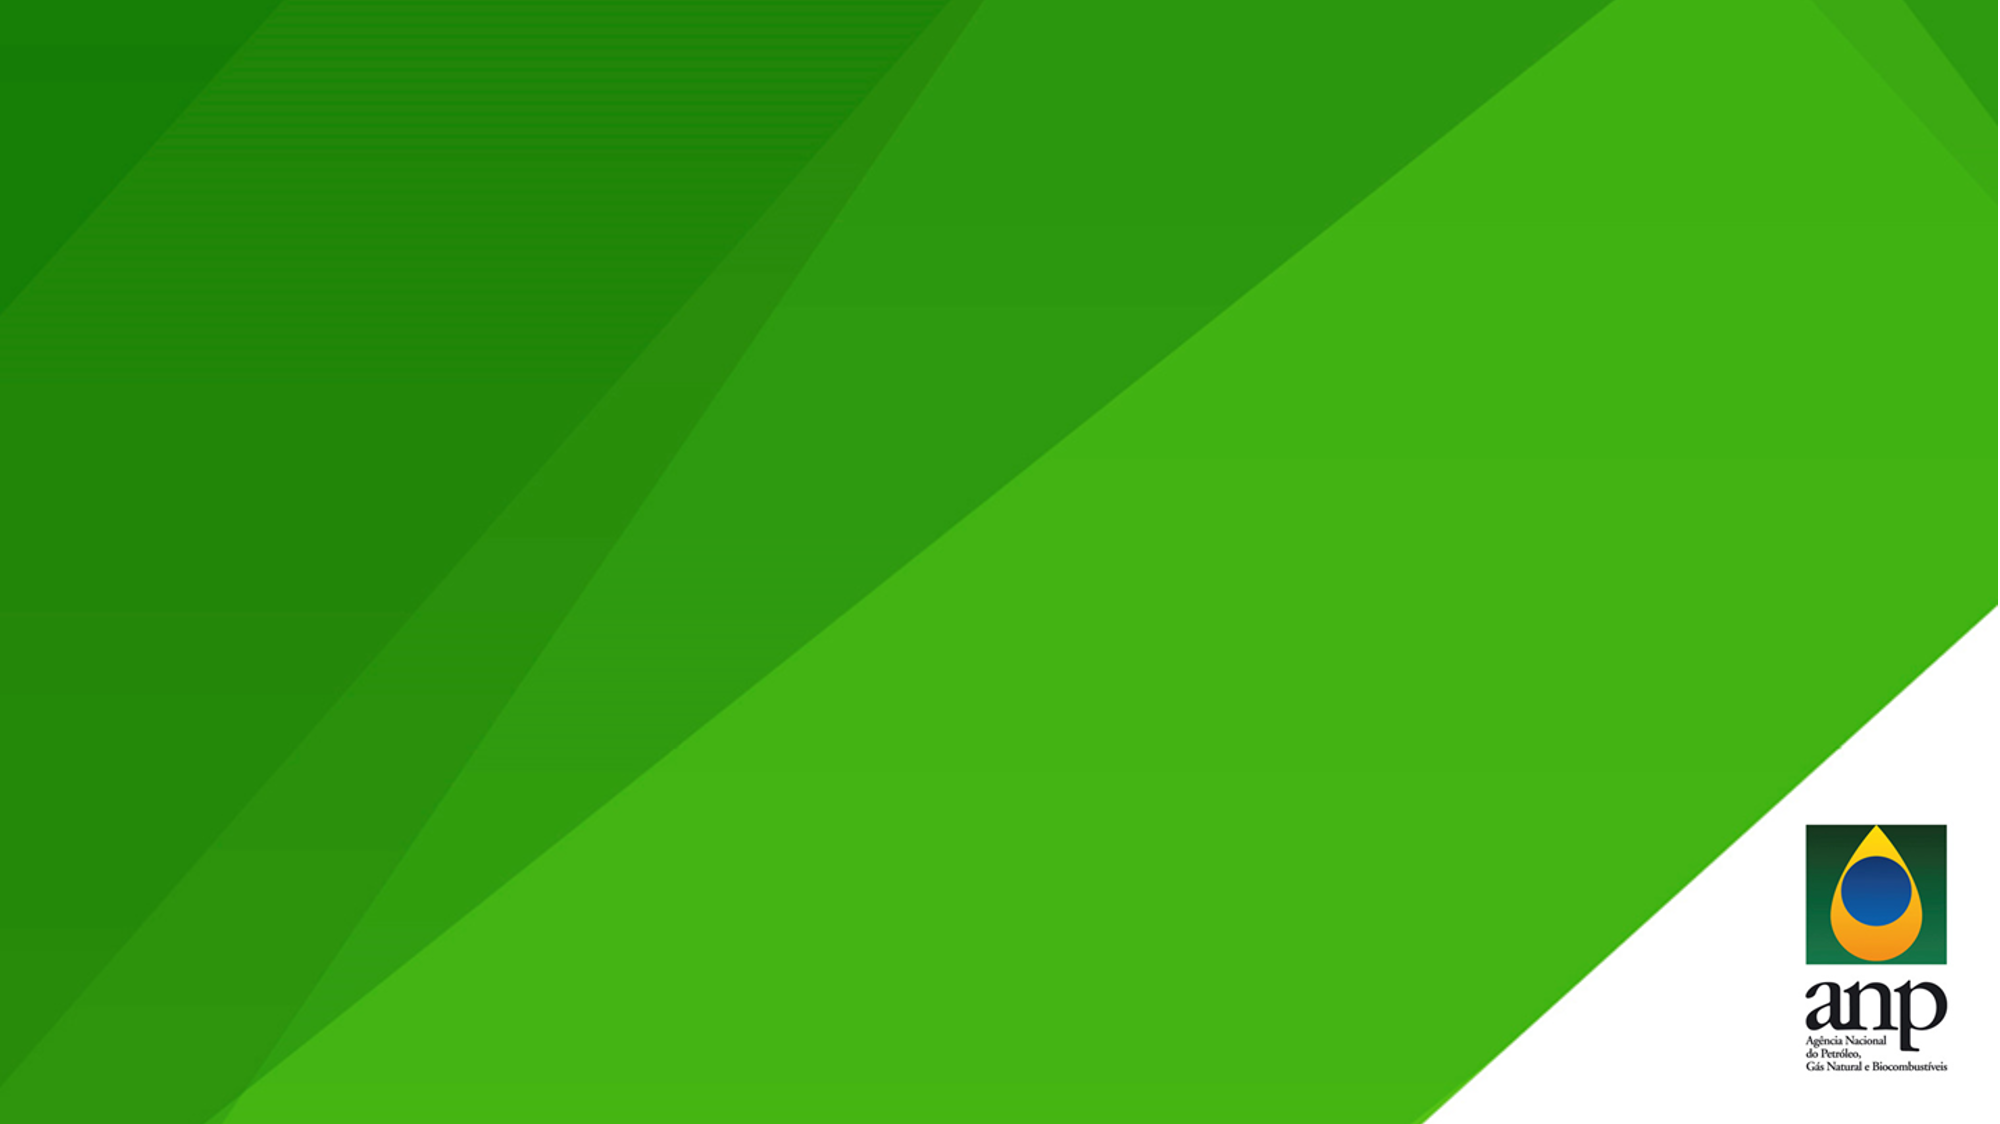 anp
Agência Nacional
do Petróleo,
Gás Natural e Biocombustíveis